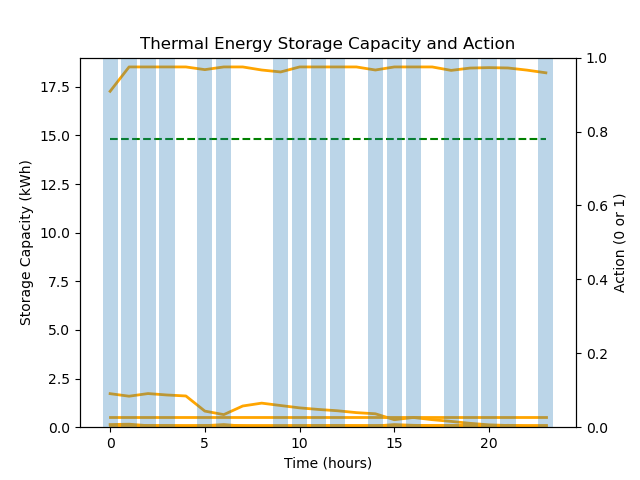 Thermal Energy Storage Capacity and Action
17.5
15.0
12.5
10.0
7.5
5.0
2.5
0.0
Storage Capacity (kWh)
1.0
0.8
0.6
0.4
0.2
0.0
Action (0 or 1)
0 5 10 15 20
Time (hours)